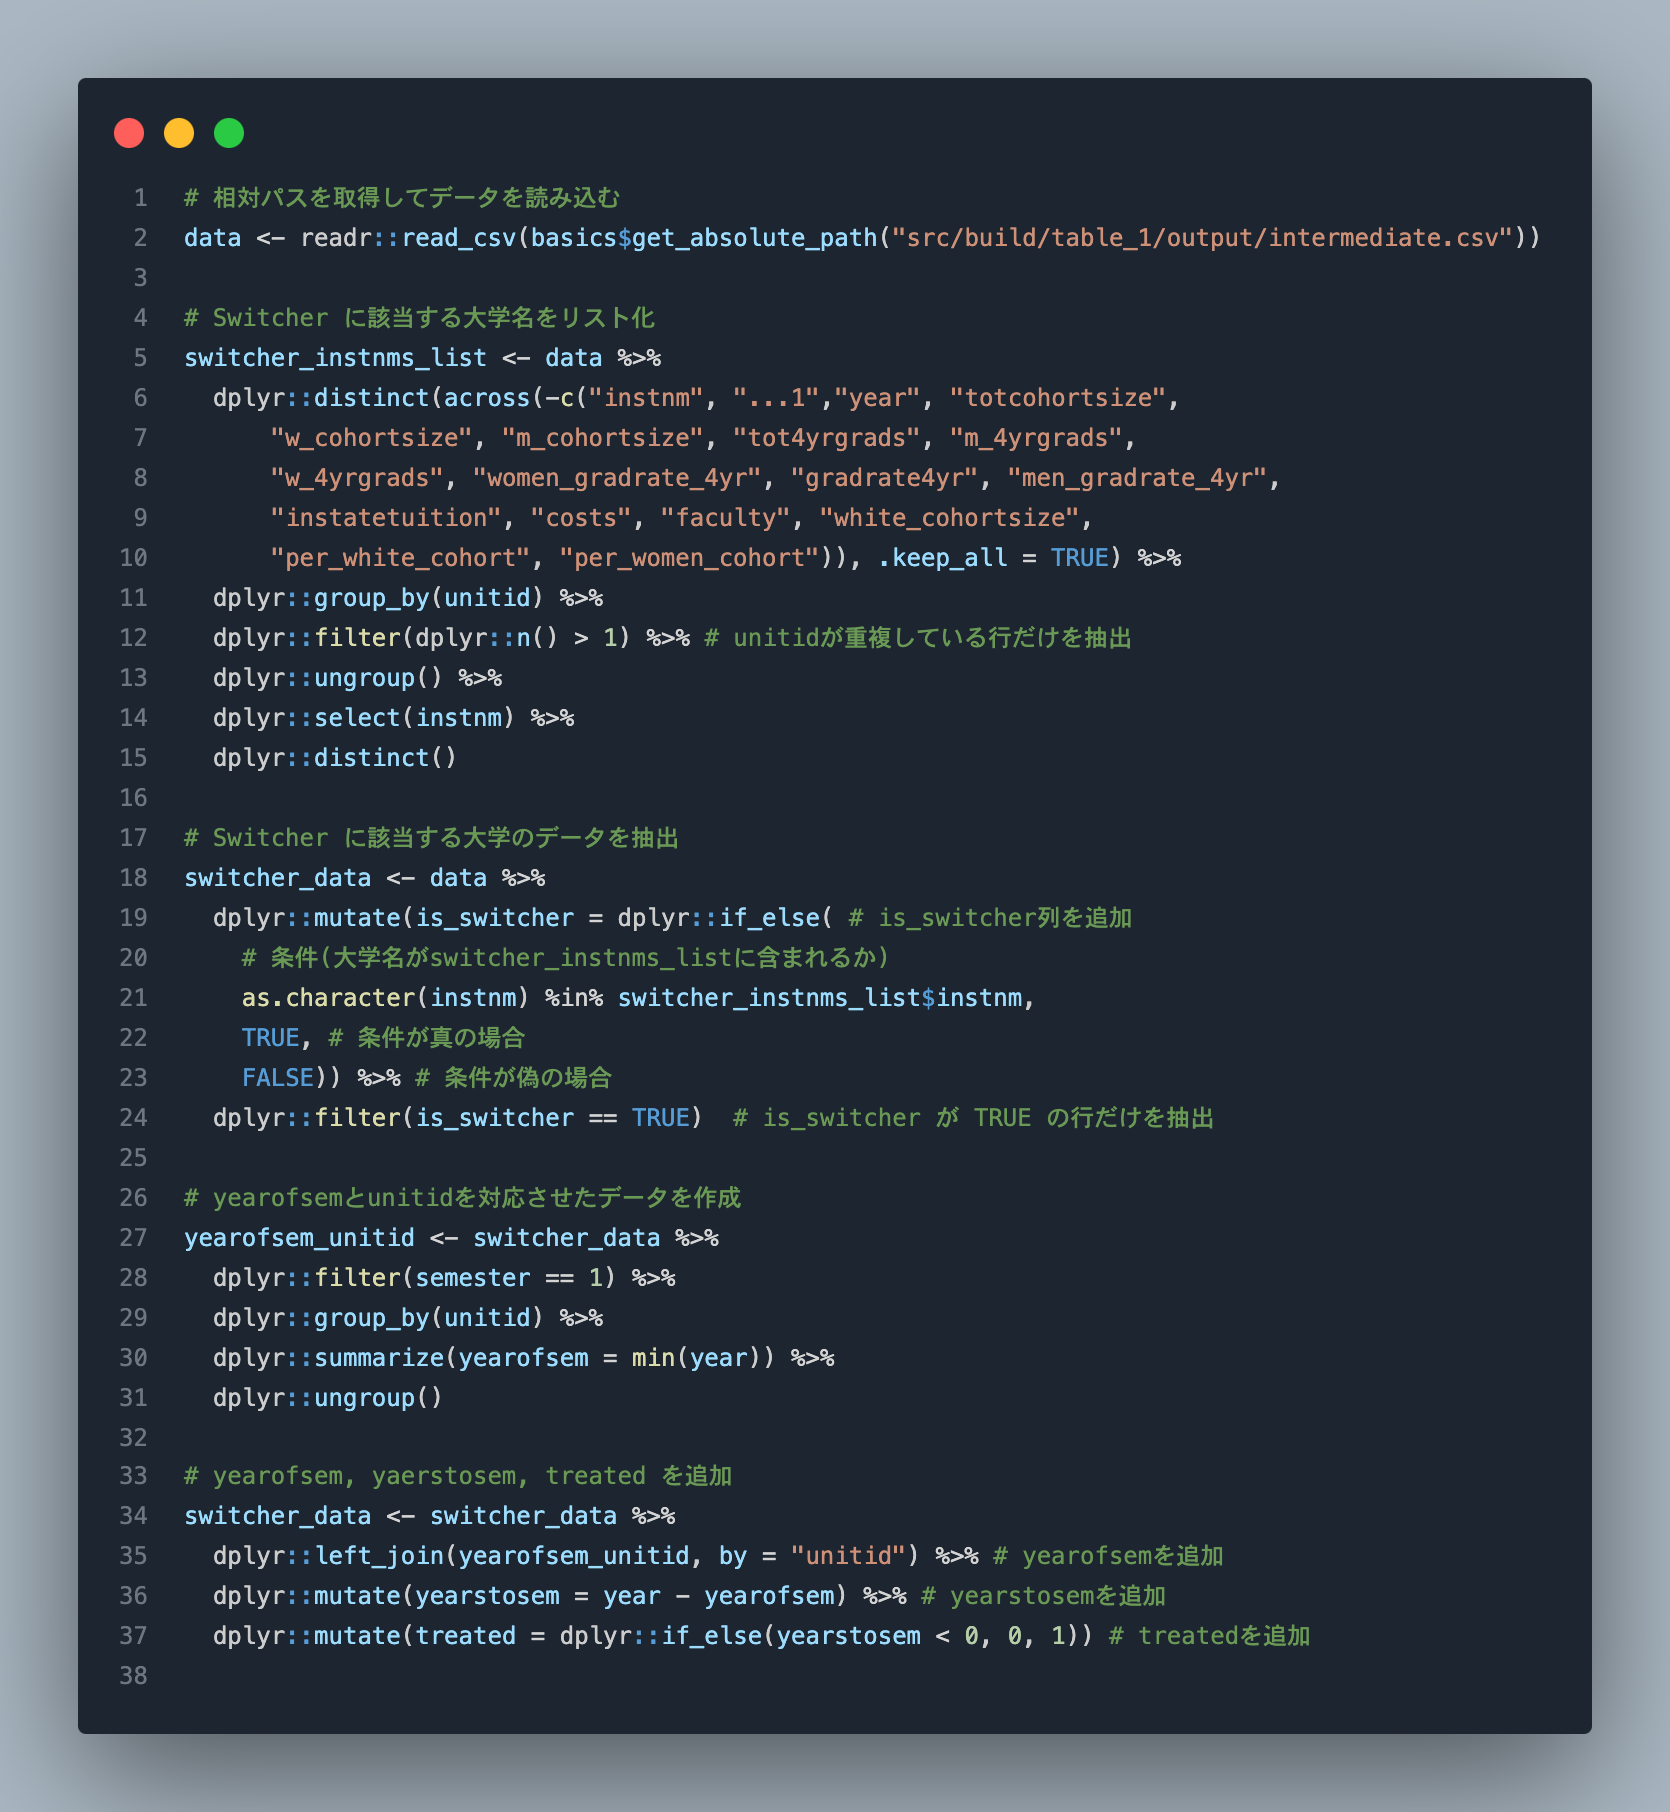 1 # 相対パスを取得してデータを読み込む
2 data <- readr::read_csv(basics$get_absolute_path("src/build/table_1/output/intermediate.csv"))
3
4 # Switcher に該当する大学名をリスト化
5 switcher_instnms_list <- data %>%
6   dplyr::distinct(across(-c("instnm", "...1","year", "totcohortsize",
7       "w_cohortsize", "m_cohortsize", "tot4yrgrads", "m_4yrgrads",
8       "w_4yrgrads", "women_gradrate_4yr", "gradrate4yr", "men_gradrate_4yr",
9       "instatetuition", "costs", "faculty", "white_cohortsize",
10       "per_white_cohort", "per_women_cohort")), .keep_all = TRUE) %>%
11   dplyr::group_by(unitid) %>%
12   dplyr::filter(dplyr::n() > 1) %>% # unitidが重複している行だけを抽出
13   dplyr::ungroup() %>%
14   dplyr::select(instnm) %>%
15   dplyr::distinct()
16
17 # Switcher に該当する大学のデータを抽出
18 switcher_data <- data %>%
19   dplyr::mutate(is_switcher = dplyr::if_else( # is_switcher列を追加
20     # 条件(大学名がswitcher_instnms_listに含まれるか)
21     as.character(instnm) %in% switcher_instnms_list$instnm,
22     TRUE, # 条件が真の場合
23     FALSE)) %>% # 条件が偽の場合
24   dplyr::filter(is_switcher == TRUE)  # is_switcher が TRUE の行だけを抽出
25
26 # yearofsemとunitidを対応させたデータを作成
27 yearofsem_unitid <- switcher_data %>%
28   dplyr::filter(semester == 1) %>%
29   dplyr::group_by(unitid) %>%
30   dplyr::summarize(yearofsem = min(year)) %>%
31   dplyr::ungroup()
32
33 # yearofsem, yaerstosem, treated を追加
34 switcher_data <- switcher_data %>%
35   dplyr::left_join(yearofsem_unitid, by = "unitid") %>% # yearofsemを追加
36   dplyr::mutate(yearstosem = year - yearofsem) %>% # yearstosemを追加
37   dplyr::mutate(treated = dplyr::if_else(yearstosem < 0, 0, 1)) # treatedを追加
38